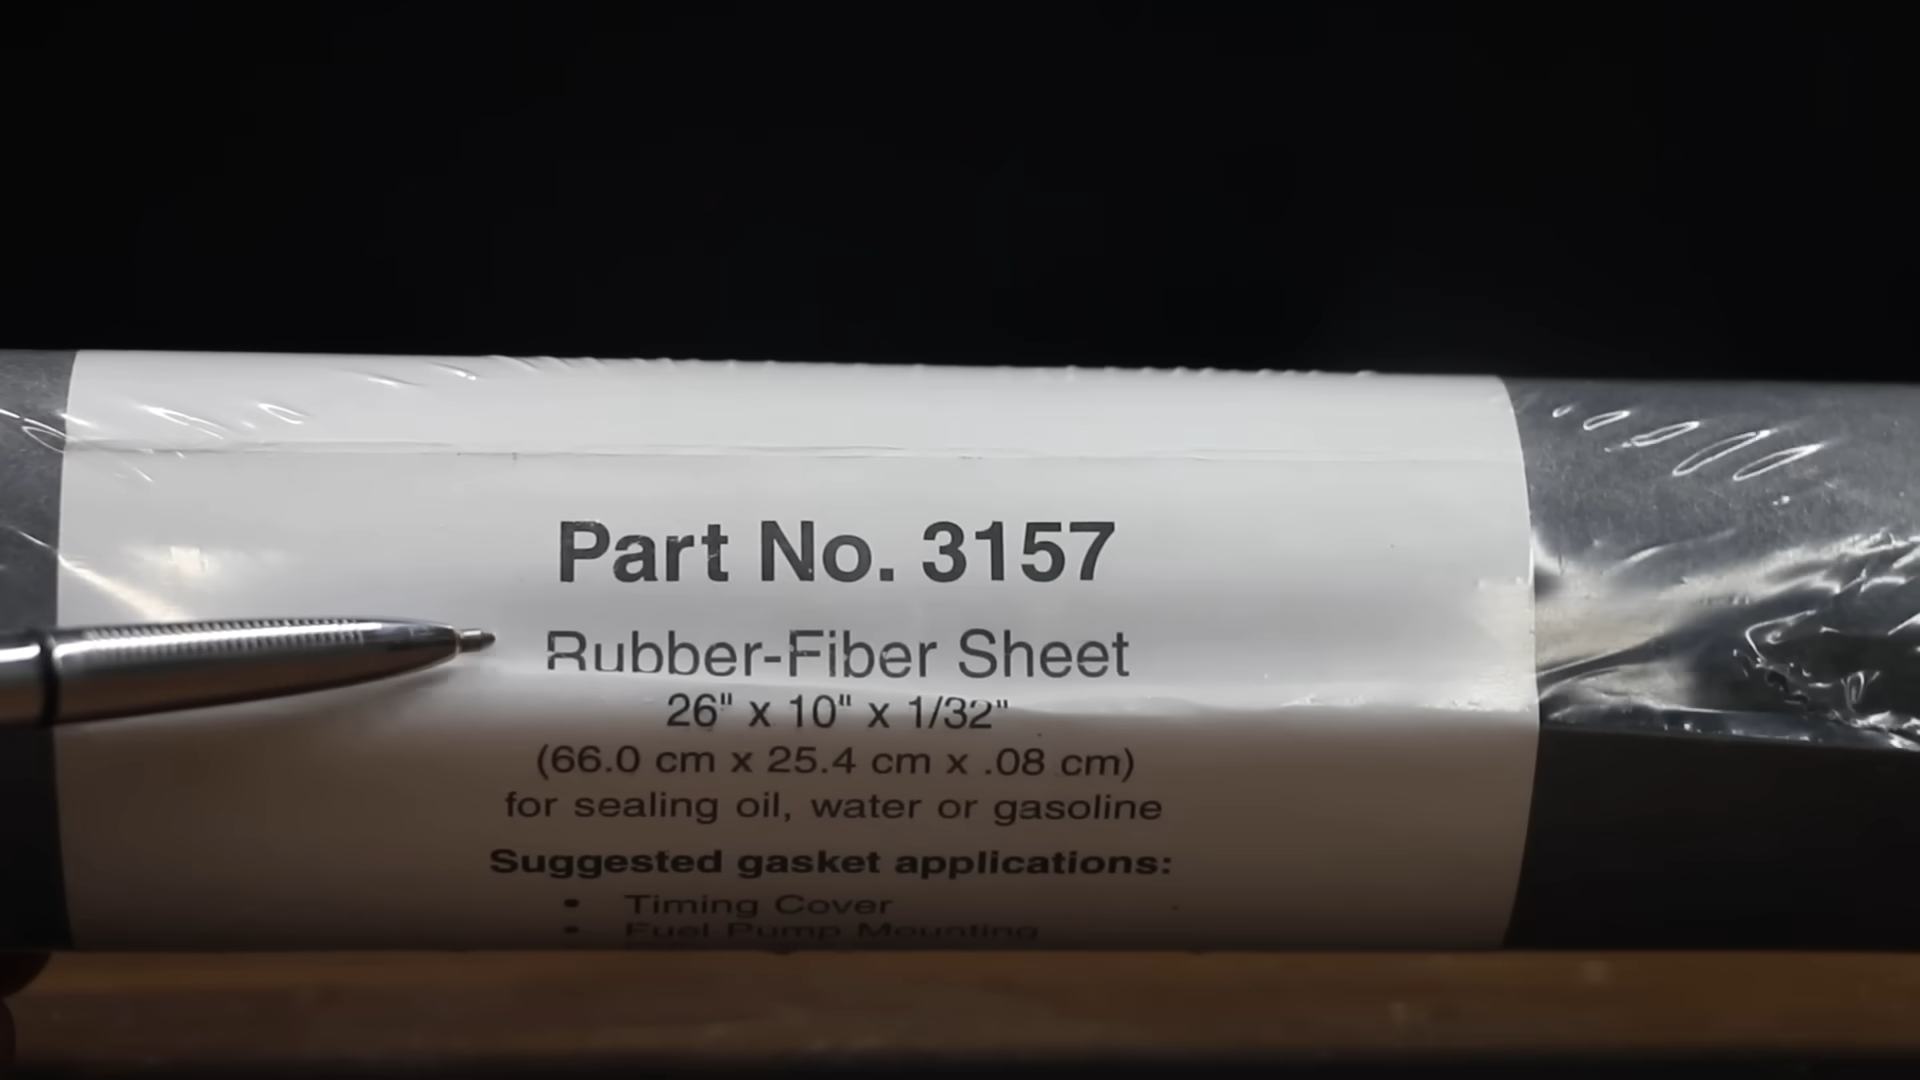 Part No. 3157
Rubber-Fiber Sheet
26" x 10" x 1/32"
(66.0 cm x 25.4 cm x .08 cm)
for sealing oil, water or gasoline
Suggested gasket applications:
• Timing Cover
• Fuel Pump Mounting